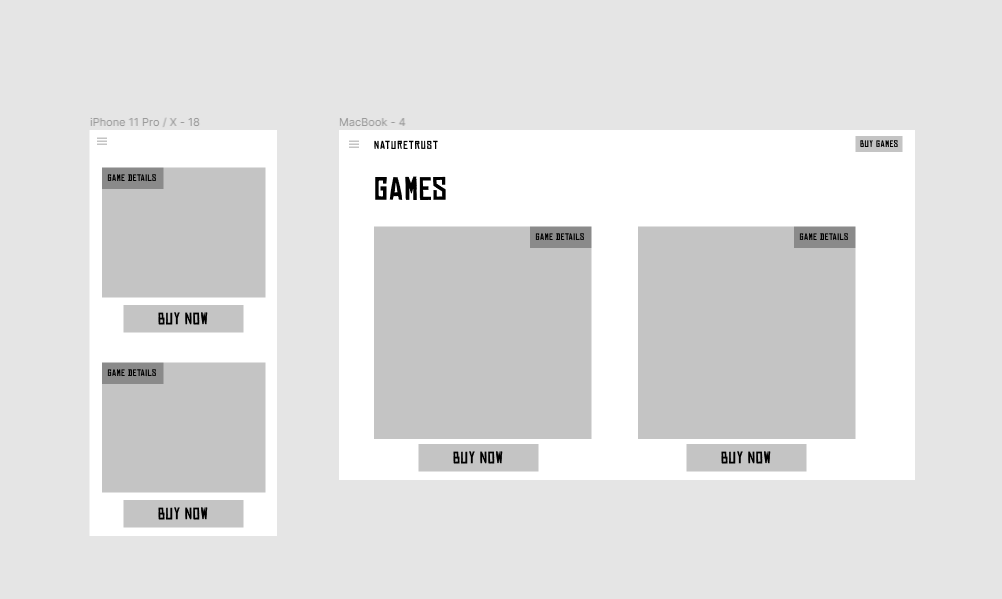 iPhone 11 Pro / X - 18
GAME DETAILS
BUY NOW
GAME DETAILS
BUY NOW
MacBook - 4
NATURETRUST
BUY GAMES
GAMES
GAME DETAILS
GAME DETAILS
BUY NOW
BUY NOW